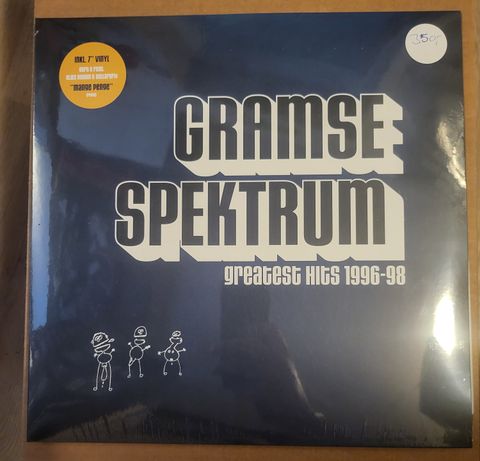 INKL. 7" VINYL
"MANGE PENGE"
350,-
GRAMSE
SPEKTRUM
greatest hits 1996-98